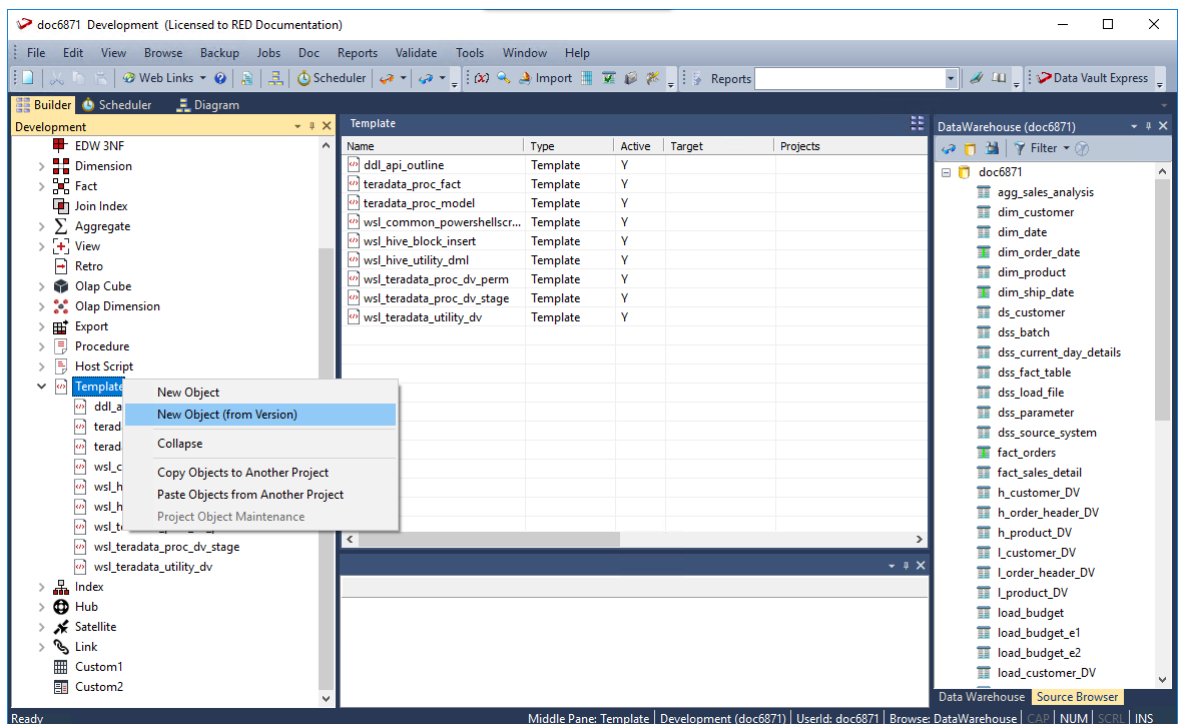 doc6871 Development (Licensed to RED Documentation)
File Edit View Browse Backup Jobs Doc Reports Validate Tools Window Help
Web Links Scheduler (x) Import Reports Data Vault Express
Builder Scheduler Diagram
Development
EDW 3NF
Dimension
Fact
Join Index
Aggregate
View
Retro
Olap Cube
Olap Dimension
Export
Procedure
Host Script
Template
ddl_a
terad
terad
wsl_c
wsl_h
wsl_h
wsl_te
wsl_teradata_proc_dv_stage
wsl_teradata_utility_dv
Index
Hub
Satellite
Link
Custom1
Custom2
New Object
New Object (from Version)
Collapse
Copy Objects to Another Project
Paste Objects from Another Project
Project Object Maintenance
Template
Name Type Active Target Projects
ddl_api_outline Template Y
teradata_proc_fact Template Y
teradata_proc_model Template Y
wsl_common_powershellscr... Template Y
wsl_hive_block_insert Template Y
wsl_hive_utility_dml Template Y
wsl_teradata_proc_dv_perm Template Y
wsl_teradata_proc_dv_stage Template Y
wsl_teradata_utility_dv Template Y
DataWarehouse (doc6871)
Filter
doc6871
agg_sales_analysis
dim_customer
dim_date
dim_order_date
dim_product
dim_ship_date
ds_customer
dss_batch
dss_current_day_details
dss_fact_table
dss_load_file
dss_parameter
dss_source_system
fact_orders
fact_sales_detail
h_customer_DV
h_order_header_DV
h_product_DV
l_customer_DV
l_order_header_DV
l_product_DV
load_budget
load_budget_e1
load_budget_e2
load_customer_DV
Data Warehouse Source Browser
Ready Middle Pane: Template Development (doc6871) UserId: doc6871 Browse: DataWarehouse CAP NUM SCRL INS